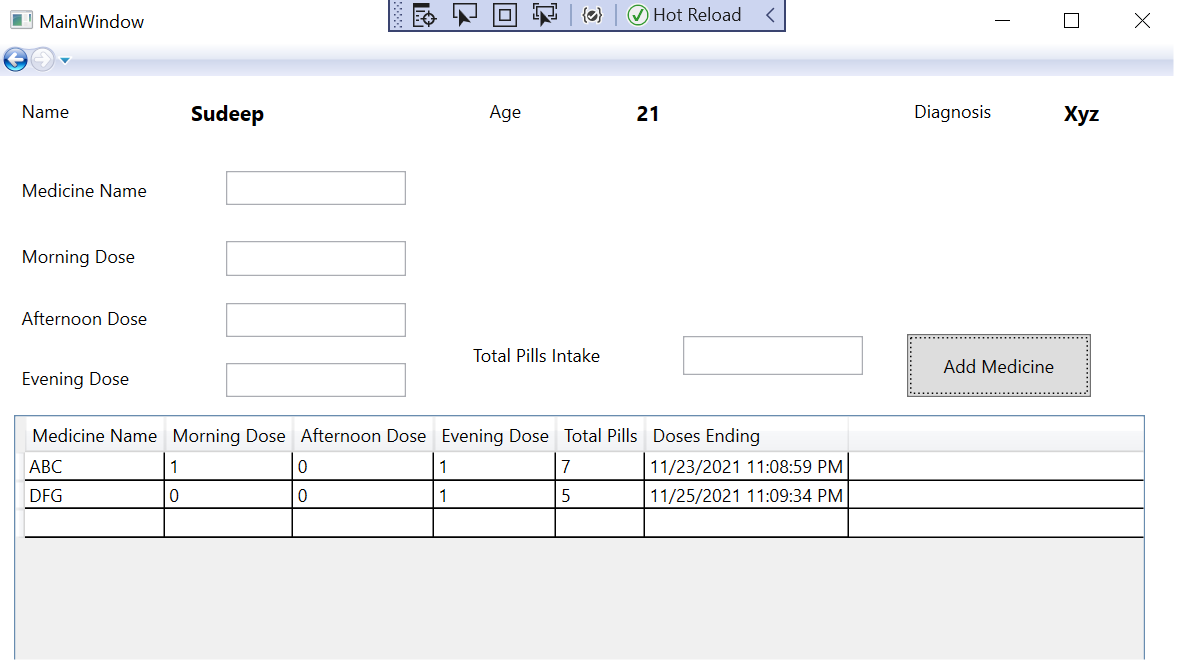 MainWindow
Hot Reload
Name Sudeep Age 21 Diagnosis Xyz
Medicine Name
Morning Dose
Afternoon Dose
Total Pills Intake Add Medicine
Evening Dose
Medicine Name Morning Dose Afternoon Dose Evening Dose Total Pills Doses Ending
ABC 1 0 1 7 11/23/2021 11:08:59 PM
DFG 0 0 1 5 11/25/2021 11:09:34 PM